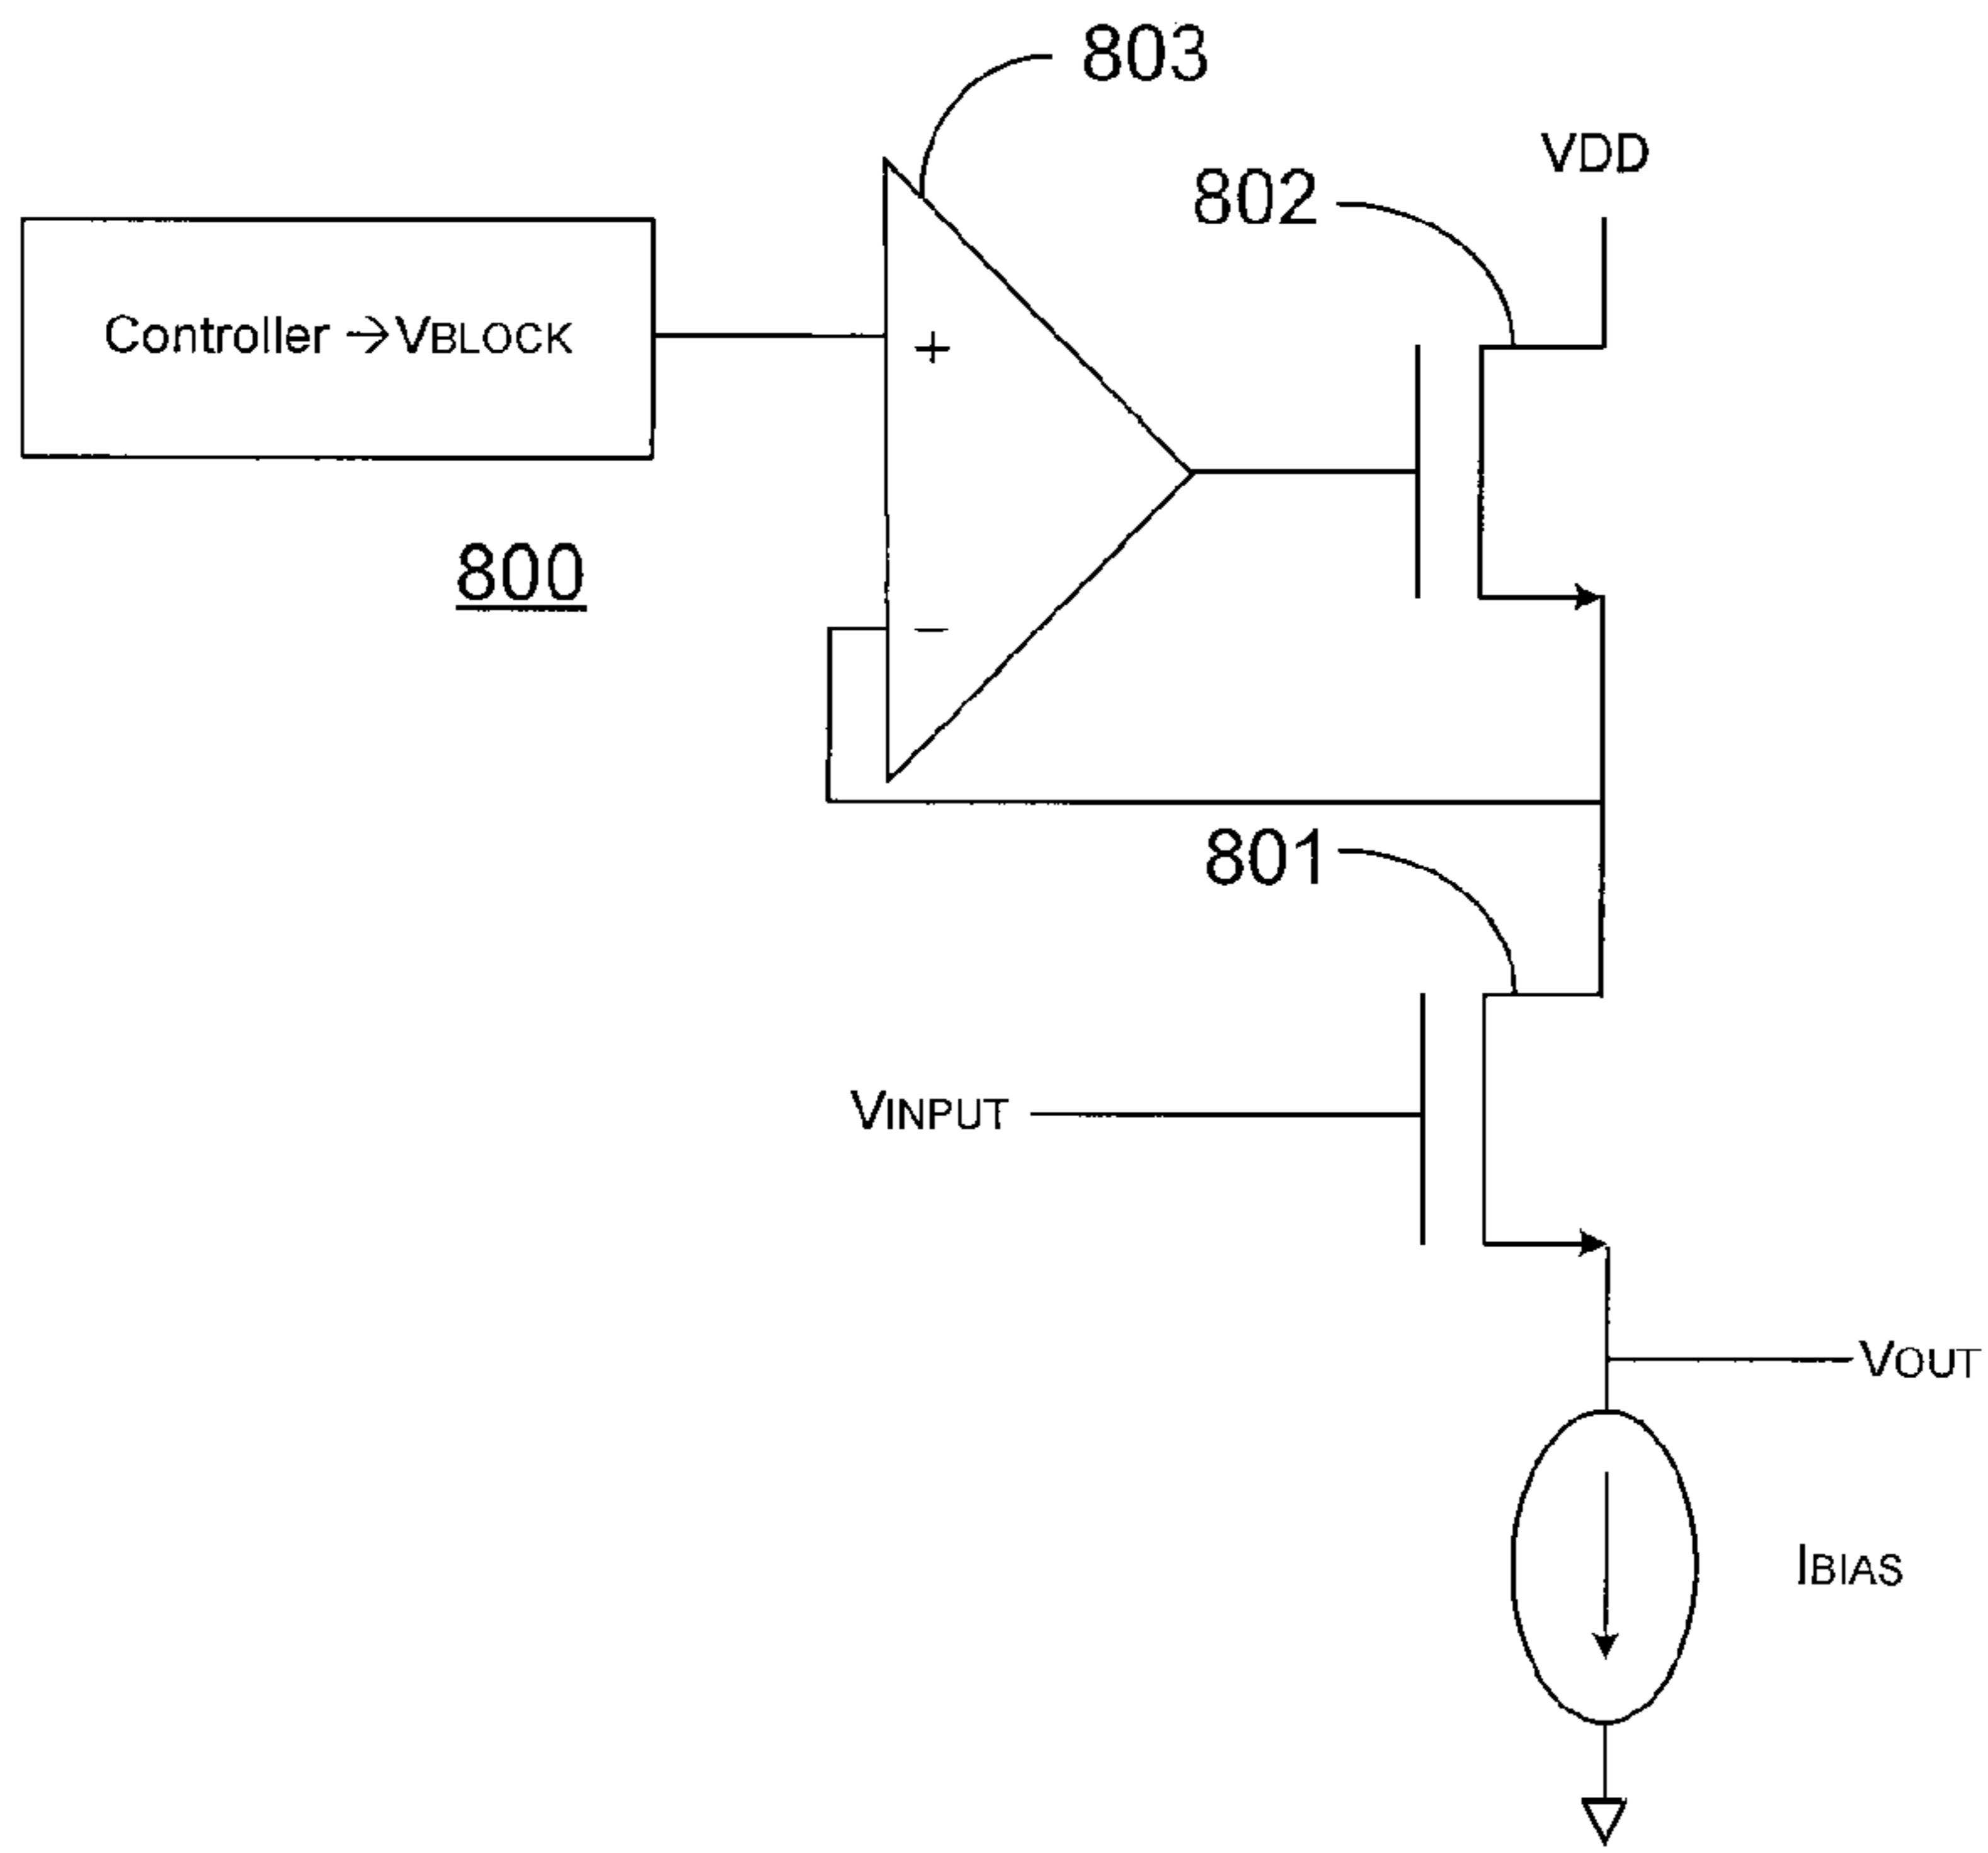 803
VDD
802
Controller →VBLOCK
+
800
−
801
VINPUT
VOUT
IBIAS